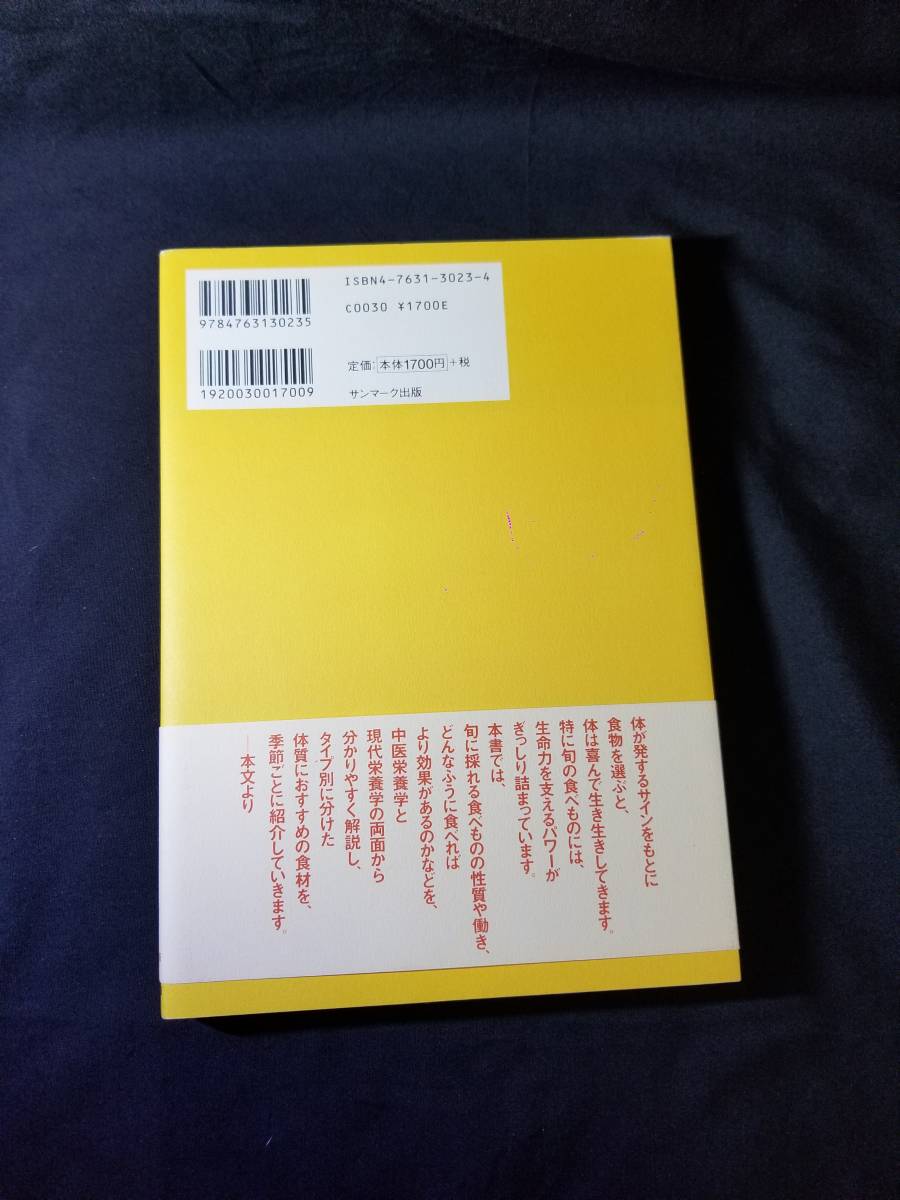 9784763130235
ISBN4-7631-3023-4
C0030 ¥1700E
1920030017009
定価：本体1700円＋税
サンマーク出版
体が発するサインをもとに
食物を選ぶと、
体は喜んで生き生きしてきます。
特に旬の食べものには、
生命力を支えるパワーが
ぎっしり詰まっています。
本書では、
旬に採れる食べものの性質や働き、
どんなふうに食べれば
より効果があるのかなどを、
中医栄養学と
現代栄養学の両面から
分かりやすく解説し、
タイプ別に分けた
体質におすすめの食材を、
季節ごとに紹介していきます。
——本文より